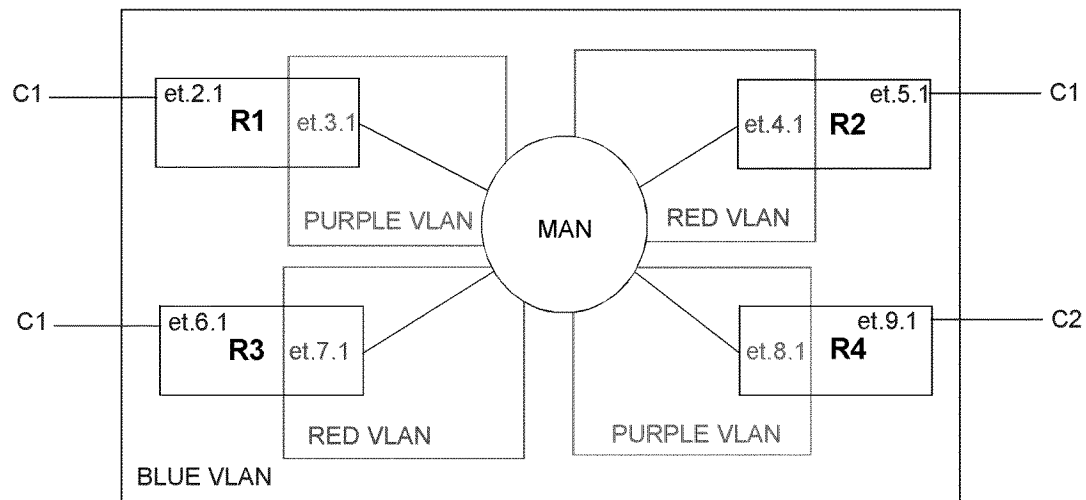 C1
et.2.1
R1
et.3.1
PURPLE VLAN
et.5.1
R2
et.4.1
C1
RED VLAN
MAN
C1
et.6.1
R3
et.7.1
RED VLAN
et.9.1
R4
et.8.1
C2
PURPLE VLAN
BLUE VLAN